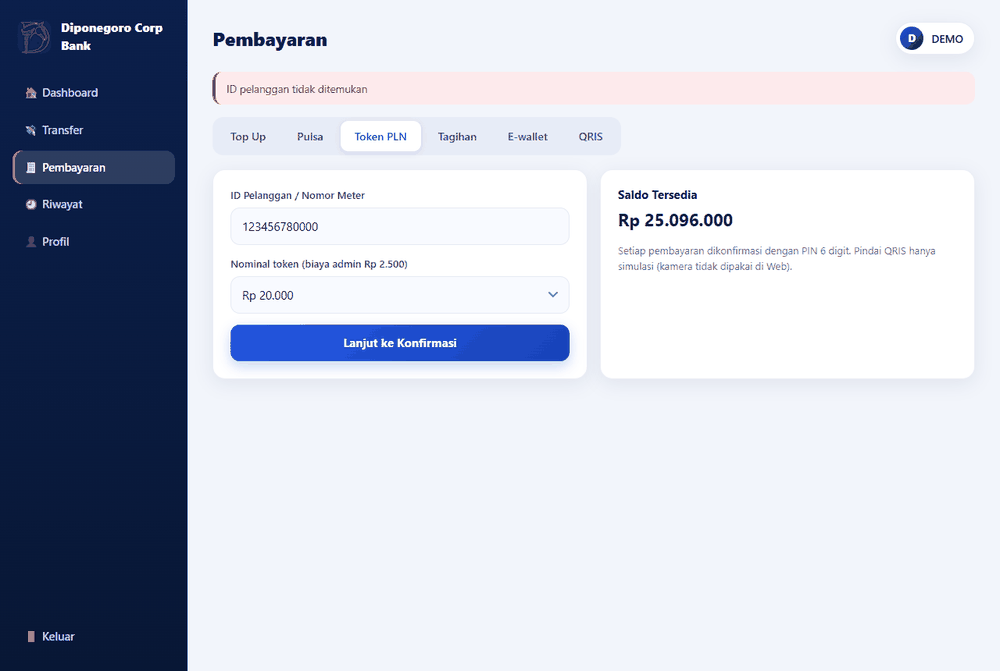 Diponegoro Corp
Bank
Dashboard
Transfer
Pembayaran
Riwayat
Profil
Keluar
Pembayaran
D DEMO
ID pelanggan tidak ditemukan
Top Up Pulsa Token PLN Tagihan E-wallet QRIS
ID Pelanggan / Nomor Meter
123456780000
Nominal token (biaya admin Rp 2.500)
Rp 20.000
Lanjut ke Konfirmasi
Saldo Tersedia
Rp 25.096.000
Setiap pembayaran dikonfirmasi dengan PIN 6 digit. Pindai QRIS hanya
simulasi (kamera tidak dipakai di Web).